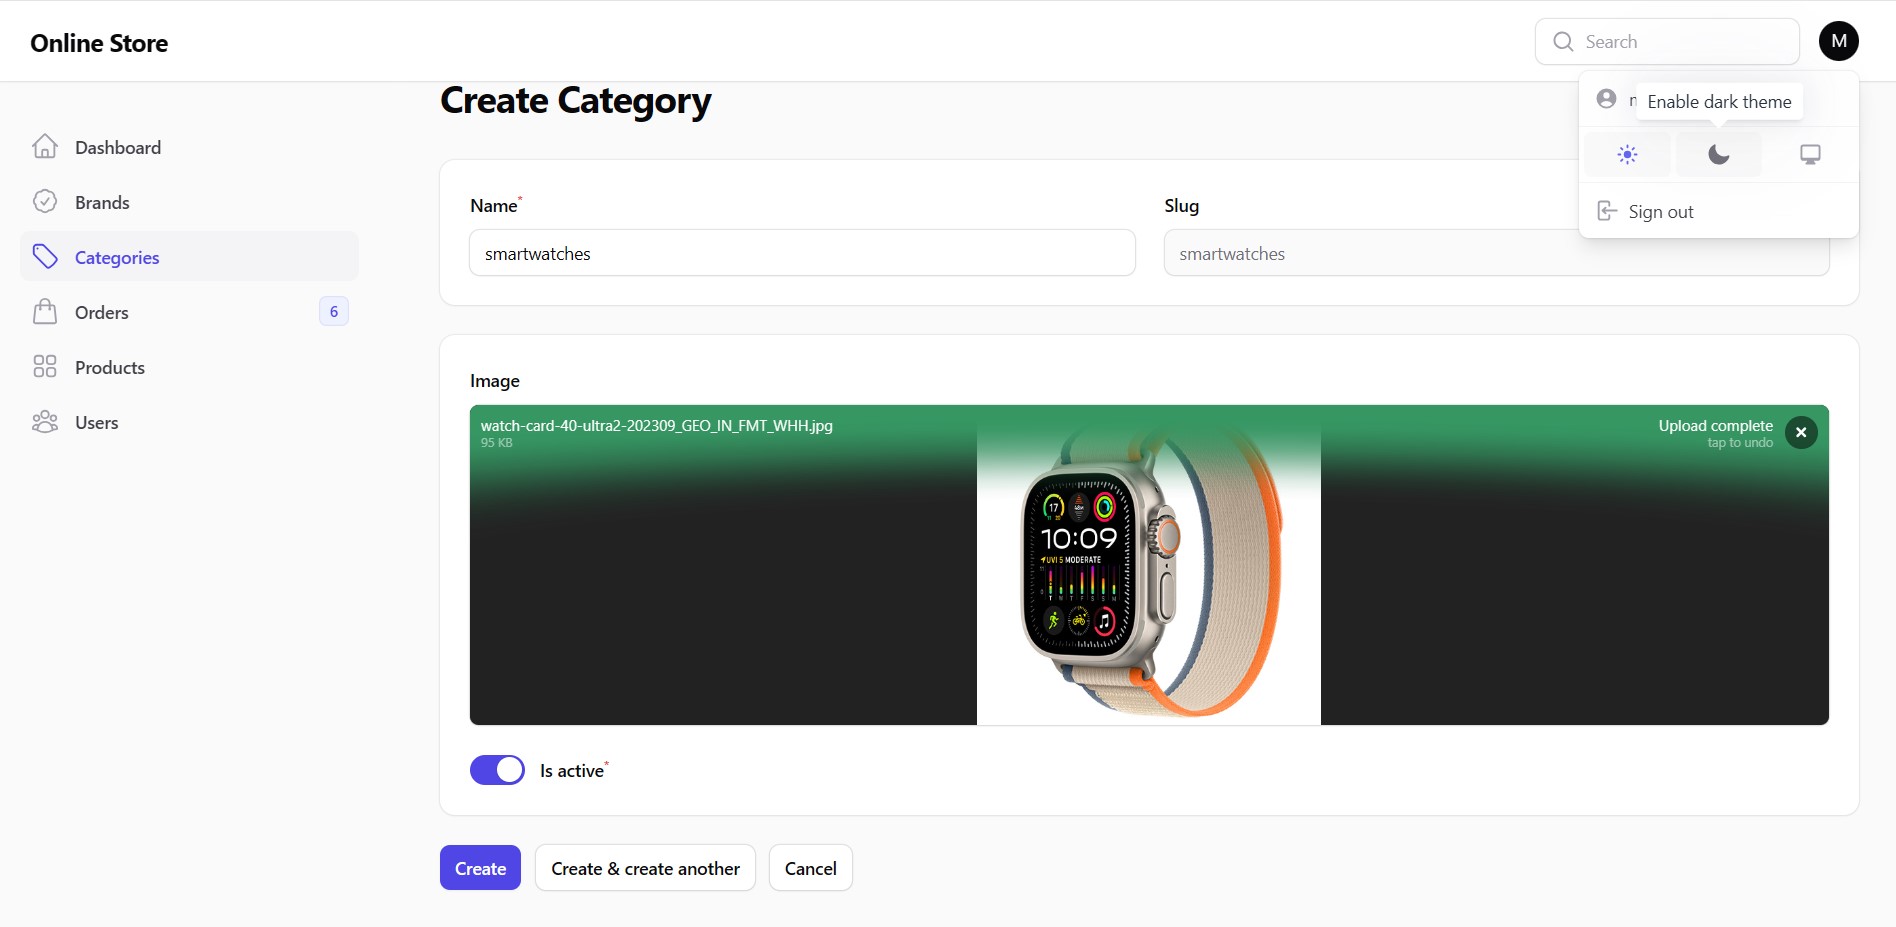 Online Store
Search
M
Enable dark theme
Sign out
Dashboard
Brands
Categories
Orders
6
Products
Users
Create Category
Name*
smartwatches
Slug
smartwatches
Image
watch-card-40-ultra2-202309_GEO_IN_FMT_WHH.jpg
95 KB
Upload complete
tap to undo
17
10:09
UVI 5 MODERATE
T W T F S S M
Is active*
Create
Create & create another
Cancel